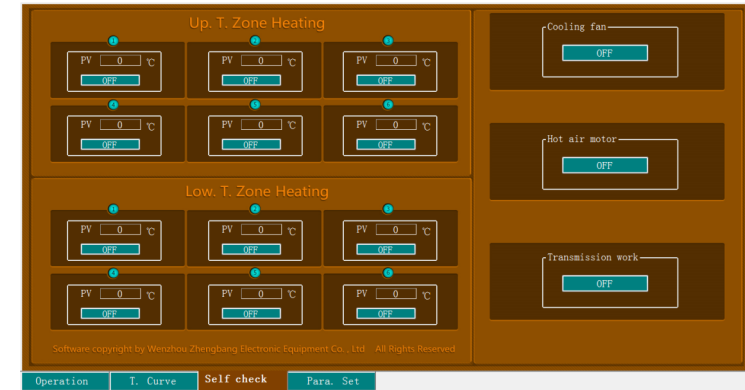 Up. T. Zone Heating
Cooling fan
1 2 3
PV 0 ℃ PV 0 ℃ PV 0 ℃
OFF OFF OFF
OFF
4 5 6
PV 0 ℃ PV 0 ℃ PV 0 ℃
OFF OFF OFF
Hot air motor
OFF
Low. T. Zone Heating
1 2 3
PV 0 ℃ PV 0 ℃ PV 0 ℃
OFF OFF OFF
Transmission work
OFF
4 5 6
PV 0 ℃ PV 0 ℃ PV 0 ℃
OFF OFF OFF
Software copyright by Wenzhou Zhengbang Electronic Equipment Co. , Ltd All Rights Reserved
Operation T. Curve Self check Para. Set